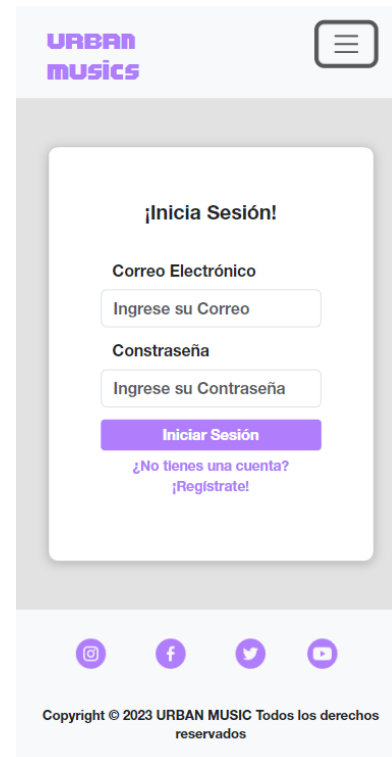 URBAN
musics
¡Inicia Sesión!
Correo Electrónico
Ingrese su Correo
Constraseña
Ingrese su Contraseña
Iniciar Sesión
¿No tienes una cuenta?
¡Regístrate!
Copyright © 2023 URBAN MUSIC Todos los derechos
reservados